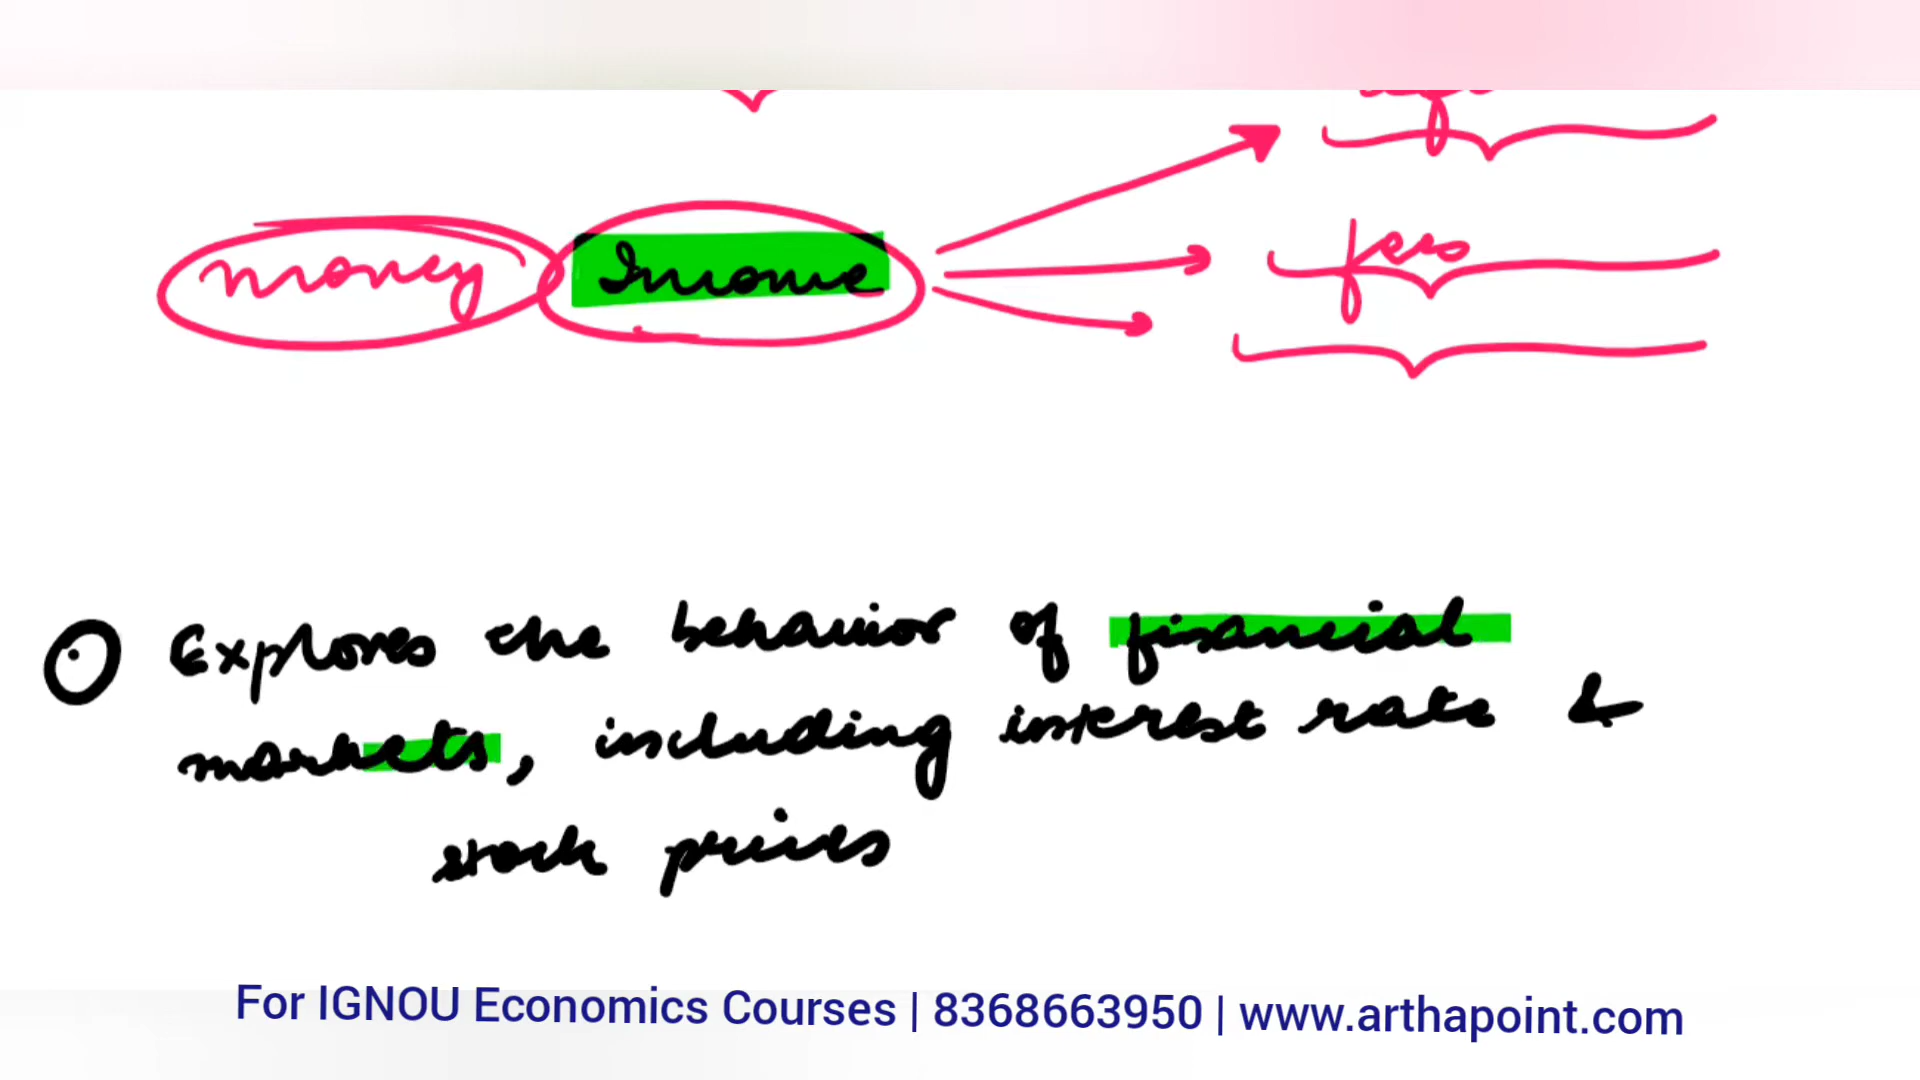 money Income
fees
Explores the behavior of financial
markets, including interest rate &
stock prices
For IGNOU Economics Courses | 8368663950 | www.arthapoint.com